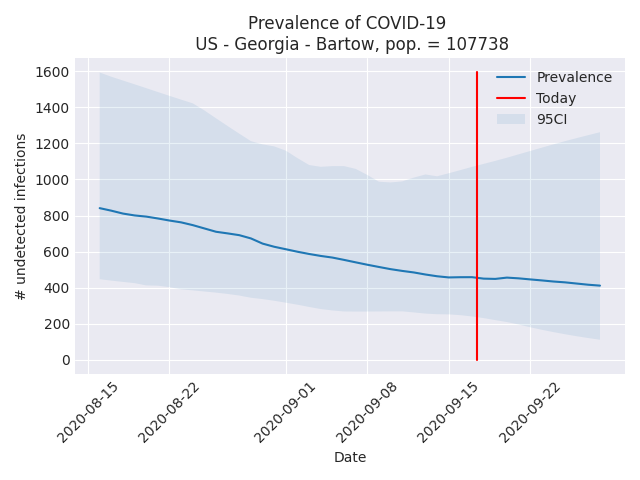 Prevalence of COVID-19
US - Georgia - Bartow, pop. = 107738
# undetected infections
1600
1400
1200
1000
800
600
400
200
0
Prevalence
Today
95CI
2020-08-15
2020-08-22
2020-09-01
2020-09-08
2020-09-15
2020-09-22
Date